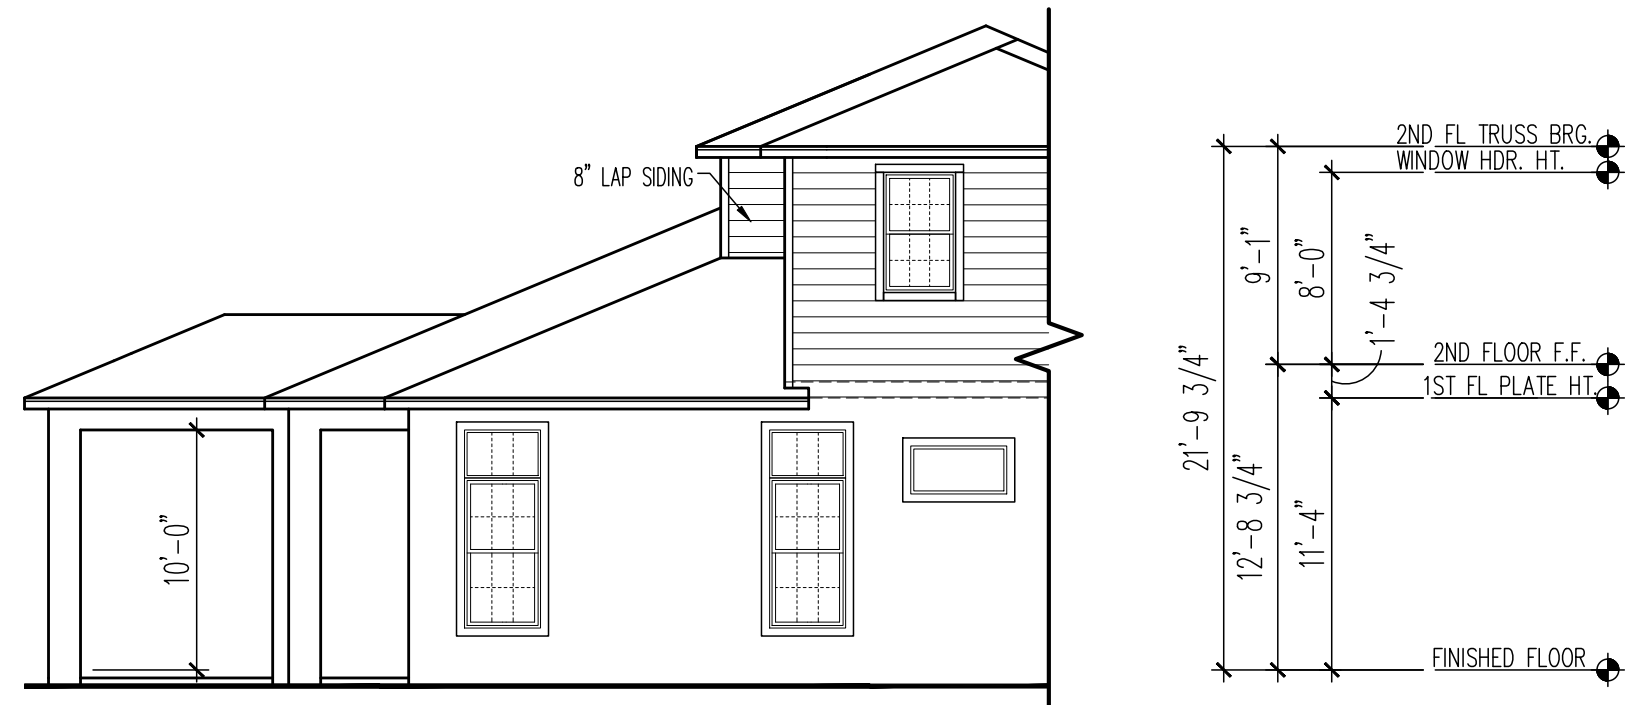 2ND FL TRUSS BRG.
WINDOW HDR. HT.
8” LAP SIDING
9’-1”
8’-0”
1’-4 3/4”
2ND FLOOR F.F.
1ST FL PLATE HT.
21’-9 3/4”
12’-8 3/4”
11’-4”
10’-0”
FINISHED FLOOR